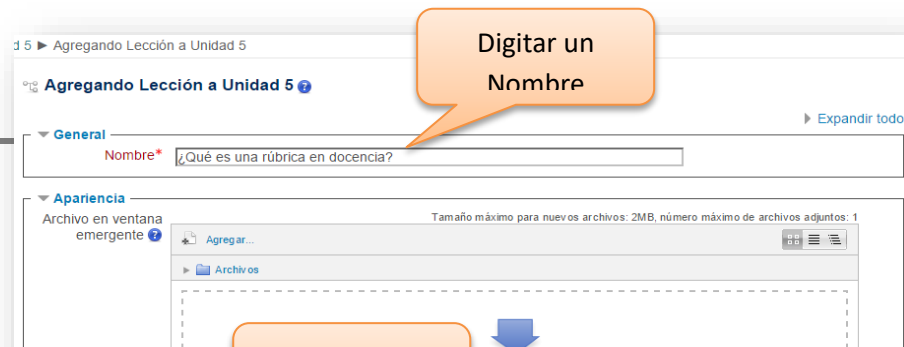 d 5 ► Agregando Lección a Unidad 5
Digitar un
Nombre
Agregando Lección a Unidad 5
Expandir todo
General
Nombre* ¿Qué es una rúbrica en docencia?
Apariencia
Archivo en ventana
emergente
Tamaño máximo para nuevos archivos: 2MB, número máximo de archivos adjuntos: 1
Agregar...
Archivos